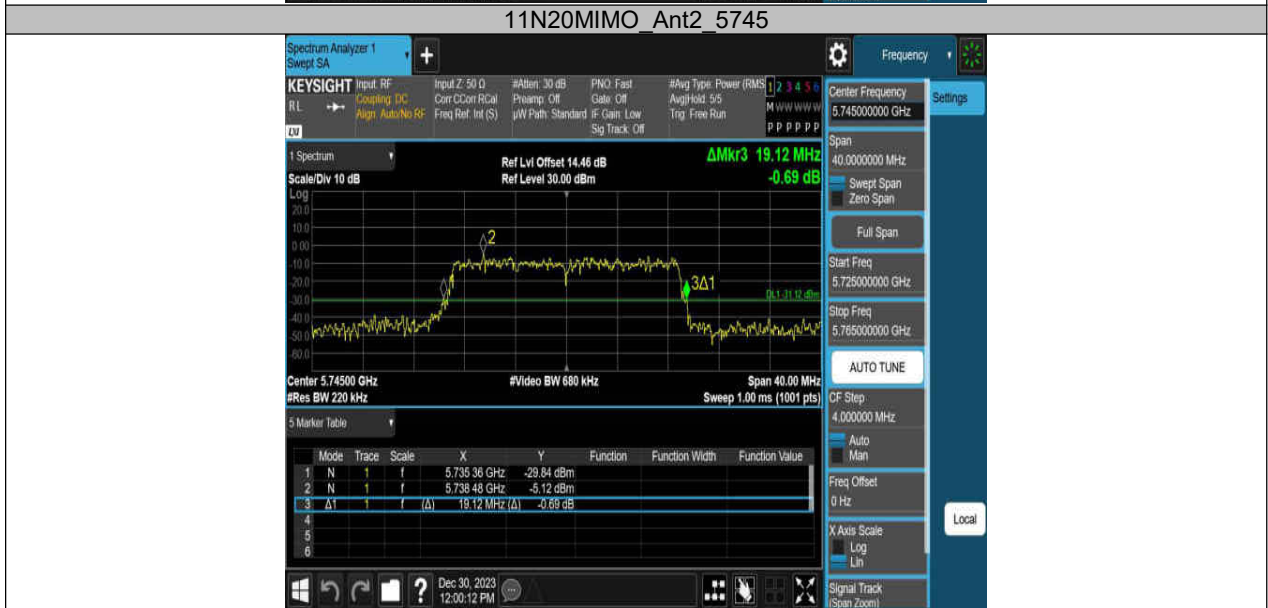 11N20MIMO_Ant2_5745
Spectrum Analyzer 1
Swept SA
Frequency
KEYSIGHT
RL
LVI
Input: RF
Coupling: DC
Align: Auto/No RF
Input Z: 50 Ω
Corr CCorr RCal
Freq Ref: Int (S)
#Atten: 30 dB
Preamp: Off
µW Path: Standard
PNO: Fast
Gate: Off
IF Gain: Low
Sig Track: Off
#Avg Type: Power (RMS
Avg|Hold: 5/5
Trig: Free Run
1 2 3 4 5 6
M W W W W W
P P P P P P
Center Frequency
5.745000000 GHz
Settings
1 Spectrum
Scale/Div 10 dB
Ref Lvl Offset 14.46 dB
Ref Level 30.00 dBm
ΔMkr3 19.12 MHz
-0.69 dB
Log
20.0
10.0
0.00
-10.0
-20.0
-30.0
-40.0
-50.0
-60.0
2
3Δ1
DL1 -31.12 dBm
Center 5.74500 GHz
#Res BW 220 kHz
#Video BW 680 kHz
Span 40.00 MHz
Sweep 1.00 ms (1001 pts)
Span
40.0000000 MHz
Swept Span
Zero Span
Full Span
Start Freq
5.725000000 GHz
Stop Freq
5.765000000 GHz
AUTO TUNE
CF Step
4.000000 MHz
Auto
Man
Freq Offset
0 Hz
X Axis Scale
Log
Lin
Signal Track
(Span Zoom)
Local
5 Marker Table
Mode Trace Scale X Y Function Function Width Function Value
1 N 1 f 5.735 36 GHz -29.84 dBm
2 N 1 f 5.738 48 GHz -5.12 dBm
3 Δ1 1 f (Δ) 19.12 MHz (Δ) -0.69 dB
4
5
6
?
Dec 30, 2023
12:00:12 PM